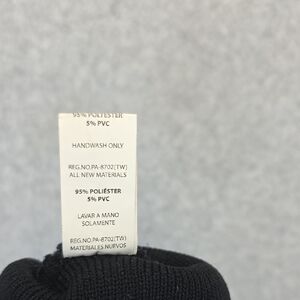 95% POLYESTER
5% PVC
HANDWASH ONLY
REG.NO.PA-8702(TW)
ALL NEW MATERIALS
95% POLIÉSTER
5% PVC
LAVAR A MANO
SOLAMENTE
REG.NO.PA-8702(TW)
MATERIALES NUEVOS